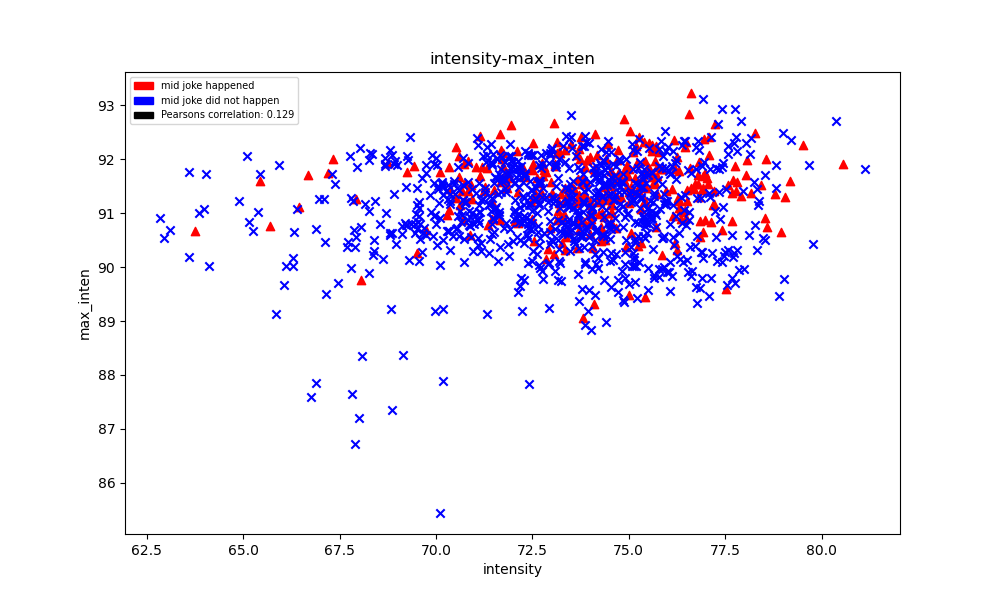 intensity-max_inten
mid joke happened
mid joke did not happen
Pearsons correlation: 0.129
max_inten
93
92
91
90
89
88
87
86
62.5 65.0 67.5 70.0 72.5 75.0 77.5 80.0
intensity